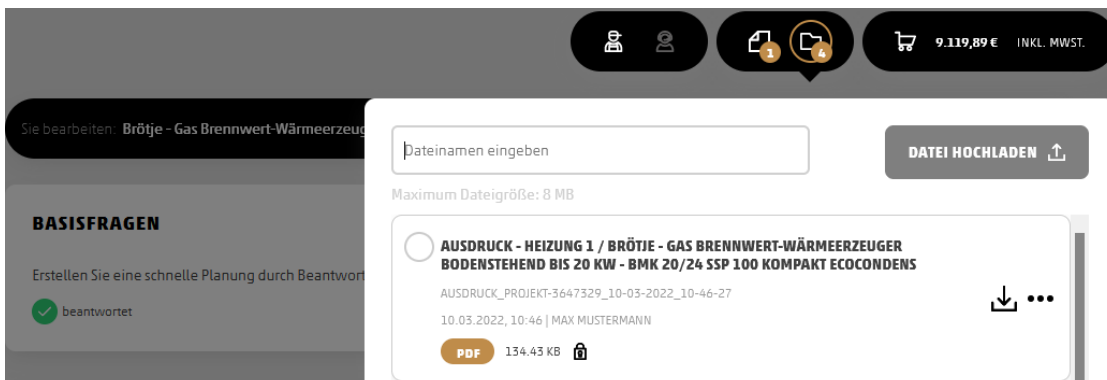 1
4
9.119,89 € INKL. MWST.
Sie bearbeiten: Brötje - Gas Brennwert-Wärmeerzeug
Dateinamen eingeben
DATEI HOCHLADEN
Maximum Dateigröße: 8 MB
BASISFRAGEN
Erstellen Sie eine schnelle Planung durch Beantwort
beantwortet
AUSDRUCK - HEIZUNG 1 / BRÖTJE - GAS BRENNWERT-WÄRMEERZEUGER
BODENSTEHEND BIS 20 KW - BMK 20/24 SSP 100 KOMPAKT ECOCONDENS
AUSDRUCK_PROJEKT-3647329_10-03-2022_10-46-27
10.03.2022, 10:46 | MAX MUSTERMANN
PDF 134.43 KB